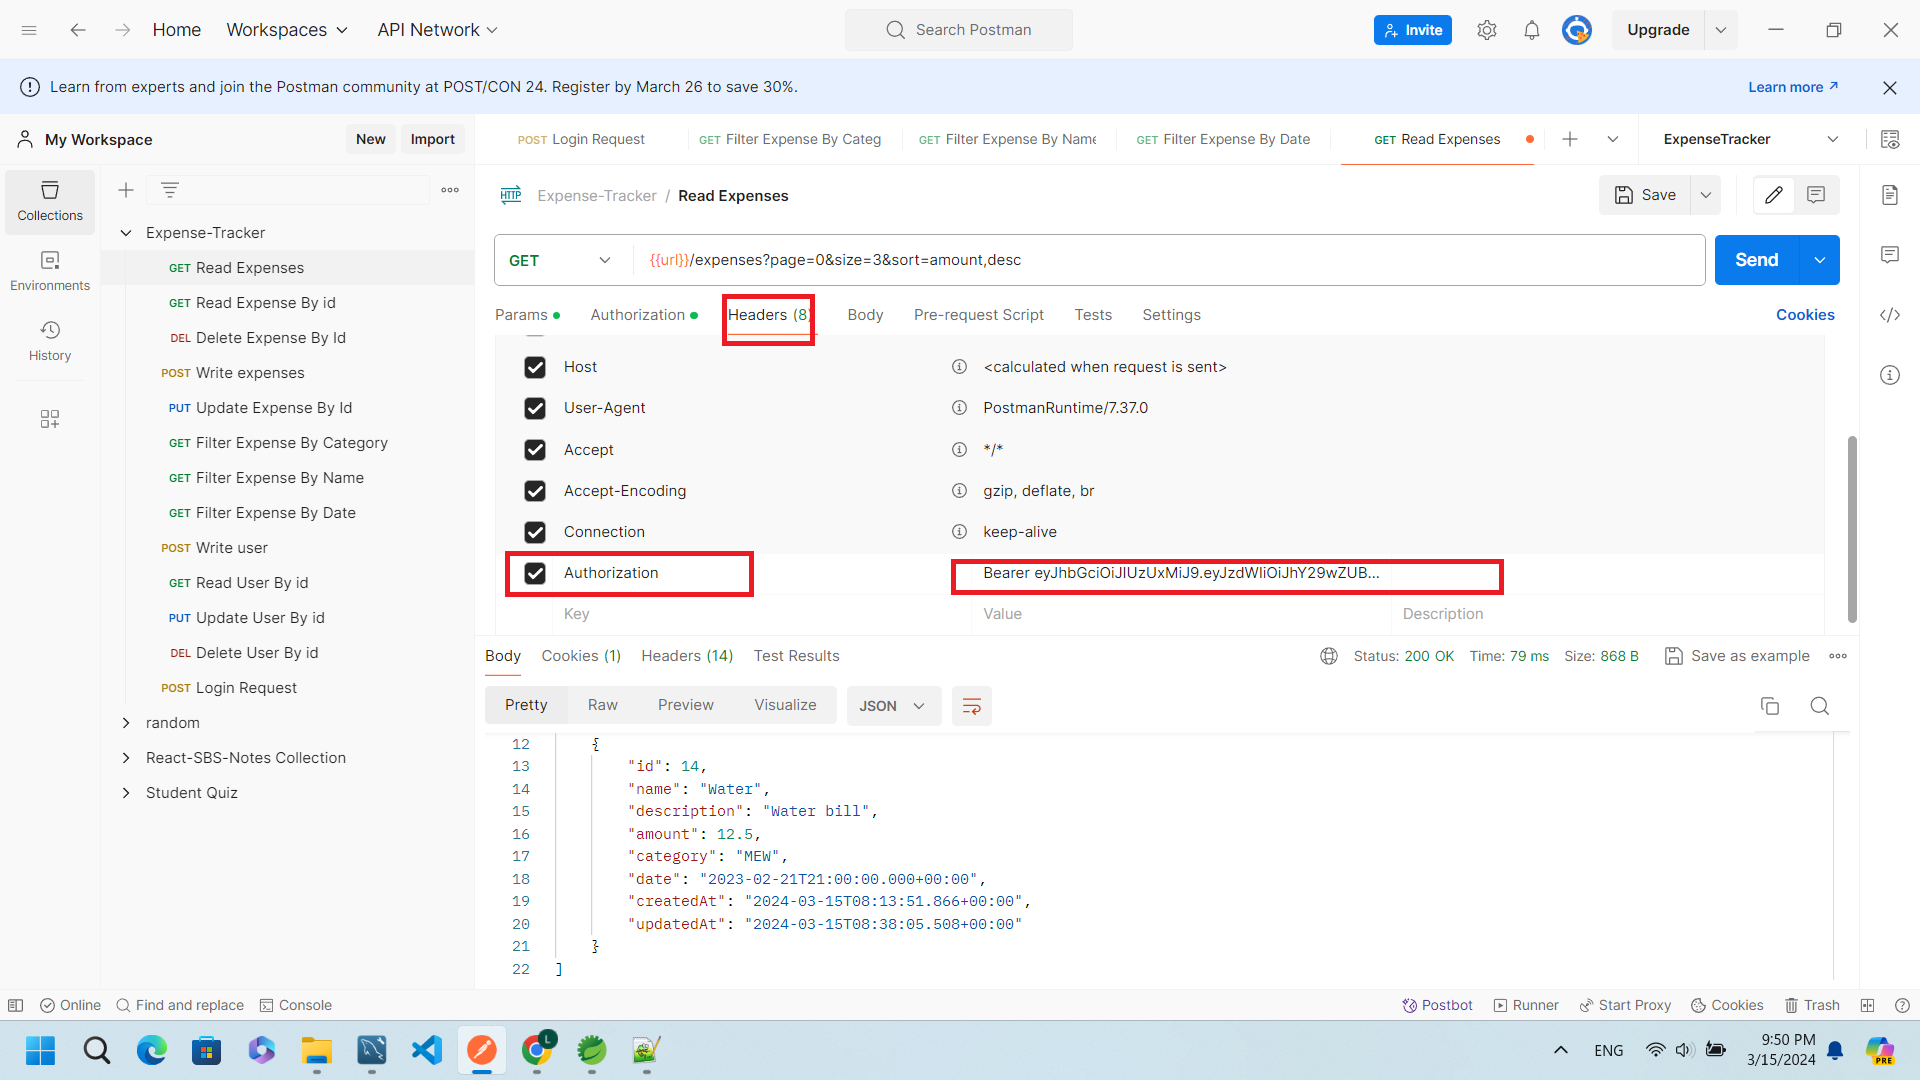 Home
Workspaces
API Network
Search Postman
Invite
Upgrade
Learn from experts and join the Postman community at POST/CON 24. Register by March 26 to save 30%.
Learn more ↗
My Workspace
New
Import
POST Login Request
GET Filter Expense By Categ
GET Filter Expense By Name
GET Filter Expense By Date
GET Read Expenses
ExpenseTracker
Collections
Environments
History
Expense-Tracker
GET Read Expenses
GET Read Expense By id
DEL Delete Expense By Id
POST Write expenses
PUT Update Expense By Id
GET Filter Expense By Category
GET Filter Expense By Name
GET Filter Expense By Date
POST Write user
GET Read User By id
PUT Update User By id
DEL Delete User By id
POST Login Request
random
React-SBS-Notes Collection
Student Quiz
HTTP
Expense-Tracker / Read Expenses
Save
GET
{{url}}/expenses?page=0&size=3&sort=amount,desc
Send
Params
Authorization
Headers (8)
Body
Pre-request Script
Tests
Settings
Cookies
Host <calculated when request is sent>
User-Agent PostmanRuntime/7.37.0
Accept */*
Accept-Encoding gzip, deflate, br
Connection keep-alive
Authorization Bearer eyJhbGciOiJIUzUxMiJ9.eyJzdWIiOiJhY29wZUB...
Key Value Description
Body
Cookies (1)
Headers (14)
Test Results
Status: 200 OK
Time: 79 ms
Size: 868 B
Save as example
Pretty
Raw
Preview
Visualize
JSON
12 {
13 "id": 14,
14 "name": "Water",
15 "description": "Water bill",
16 "amount": 12.5,
17 "category": "MEW",
18 "date": "2023-02-21T21:00:00.000+00:00",
19 "createdAt": "2024-03-15T08:13:51.866+00:00",
20 "updatedAt": "2024-03-15T08:38:05.508+00:00"
21 }
22 ]
Online
Find and replace
Console
Postbot
Runner
Start Proxy
Cookies
Trash
L
ENG
9:50 PM
3/15/2024
PRE